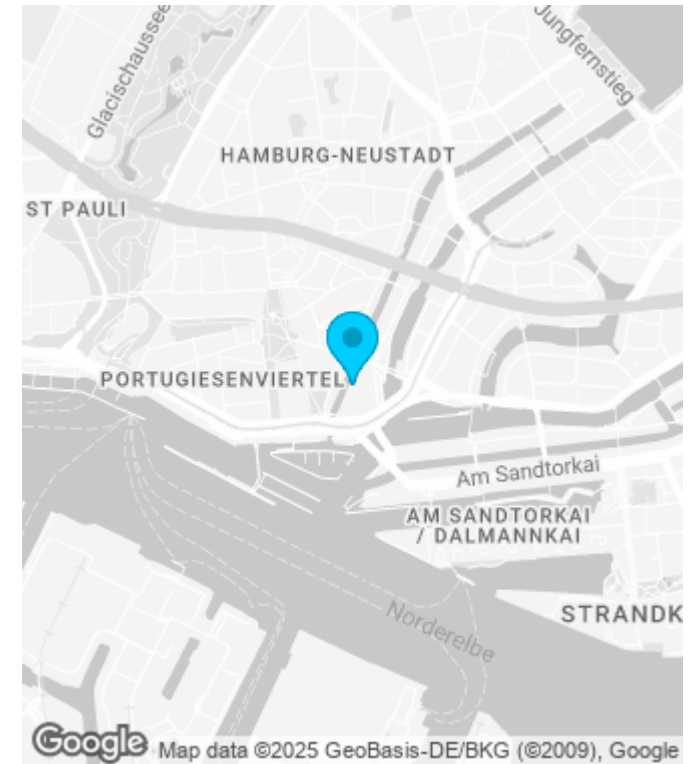 Glacischaussee
Jungfernstieg
HAMBURG-NEUSTADT
ST PAULI
PORTUGIESENVIERTEL
Am Sandtorkai
AM SANDTORKAI
/ DALMANNKAI
STRANDK
Norderelbe
Google Map data ©2025 GeoBasis-DE/BKG (©2009), Google